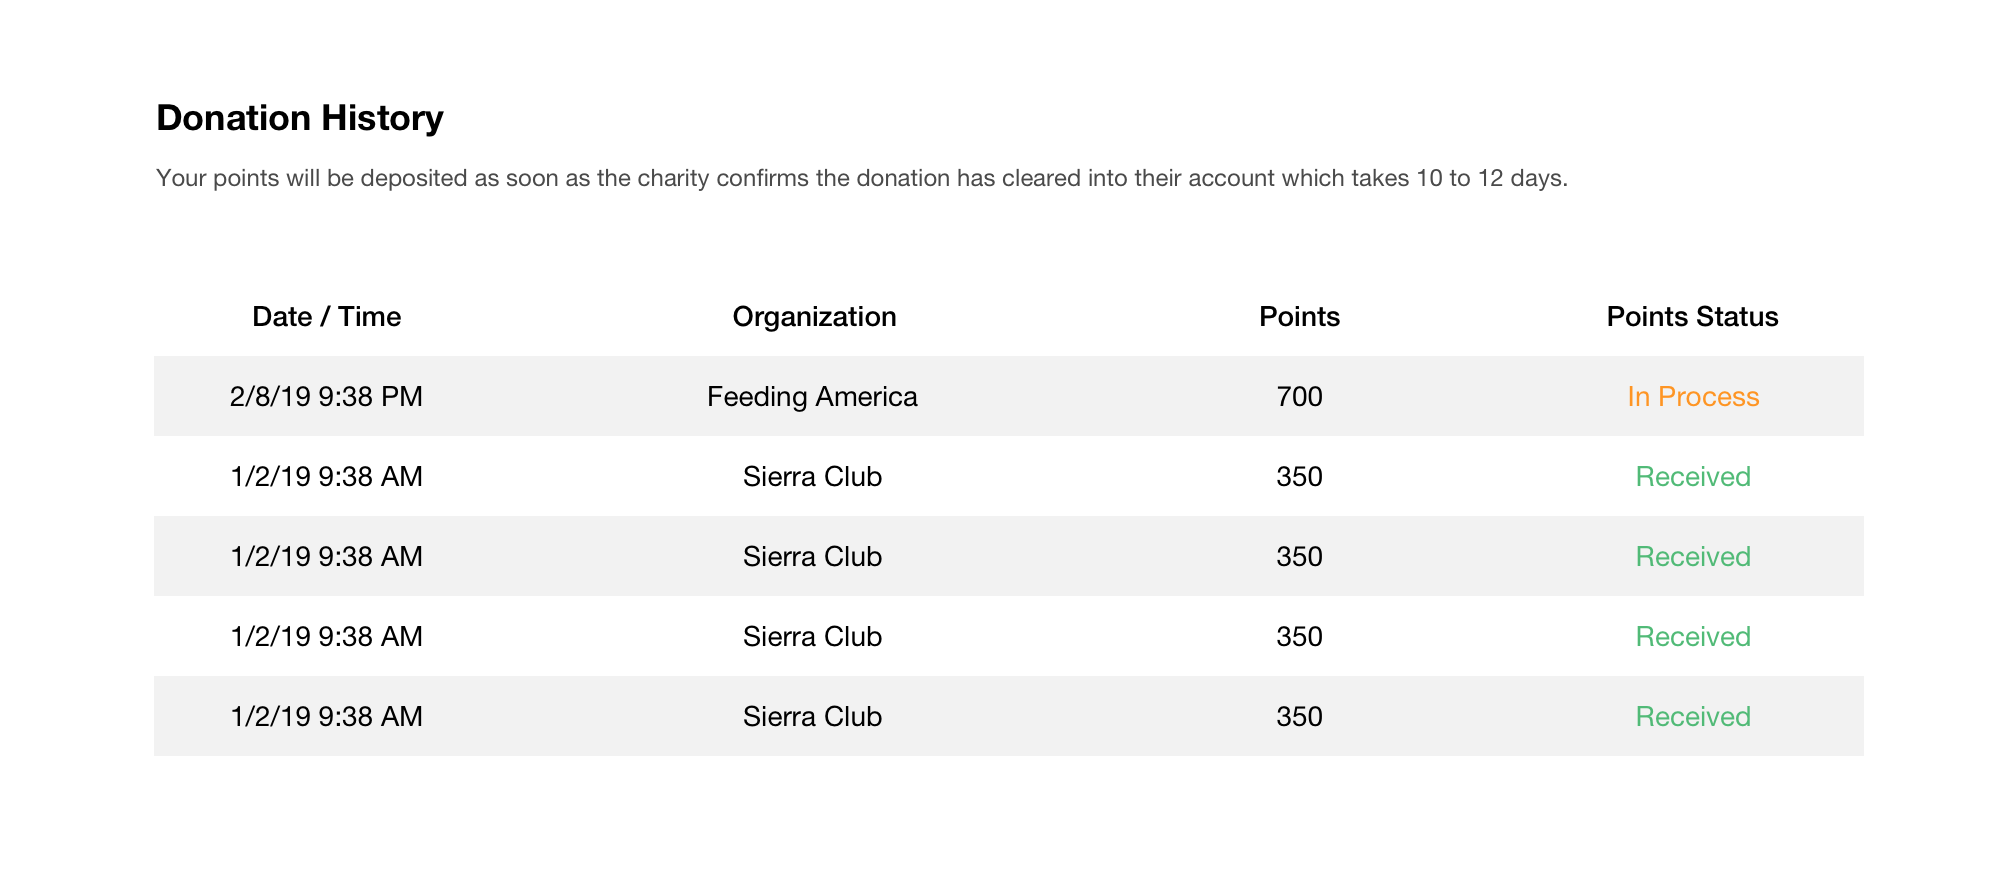 Donation History
Your points will be deposited as soon as the charity confirms the donation has cleared into their account which takes 10 to 12 days.
Date / Time Organization Points Points Status
2/8/19 9:38 PM Feeding America 700 In Process
1/2/19 9:38 AM Sierra Club 350 Received
1/2/19 9:38 AM Sierra Club 350 Received
1/2/19 9:38 AM Sierra Club 350 Received
1/2/19 9:38 AM Sierra Club 350 Received